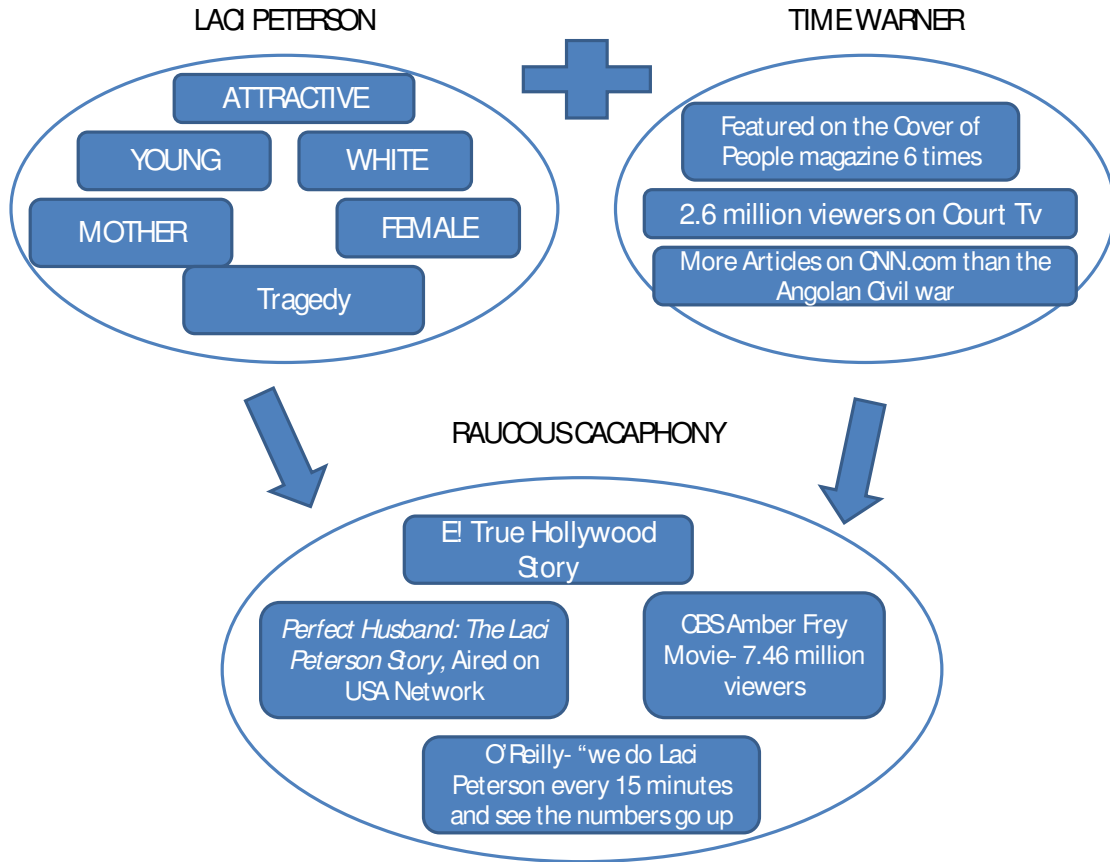 LACI PETERSON
TIME WARNER
ATTRACTIVE
YOUNG
WHITE
MOTHER
FEMALE
Tragedy
Featured on the Cover of
People magazine 6 times
2.6 million viewers on Court Tv
More Articles on CNN.com than the
Angolan Civil war
RAUCOUS CACAPHONY
E! True Hollywood
Story
Perfect Husband: The Laci
Peterson Story, Aired on
USA Network
CBS Amber Frey
Movie- 7.46 million
viewers
O’Reilly- “we do Laci
Peterson every 15 minutes
and see the numbers go up